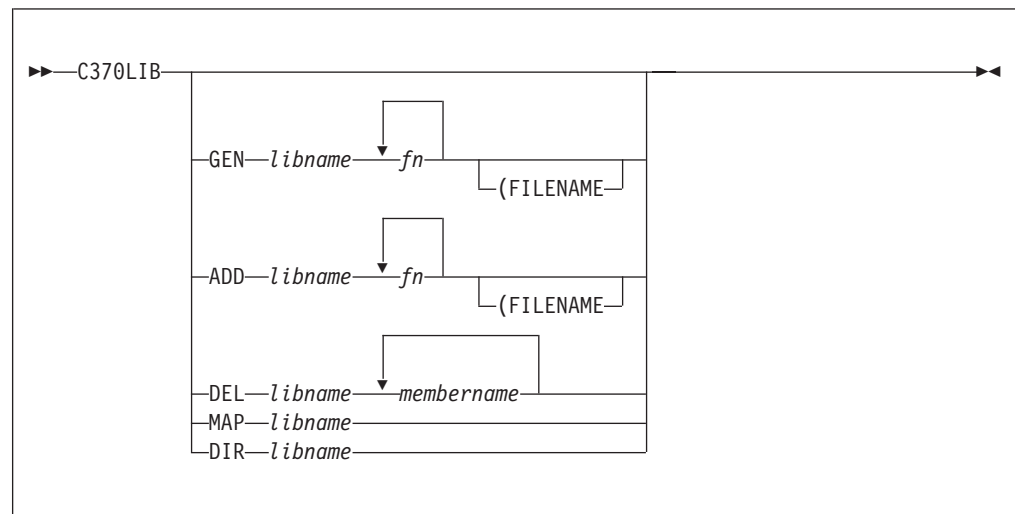 C370LIB
GEN libname fn
(FILENAME
ADD libname fn
(FILENAME
DEL libname membername
MAP libname
DIR libname